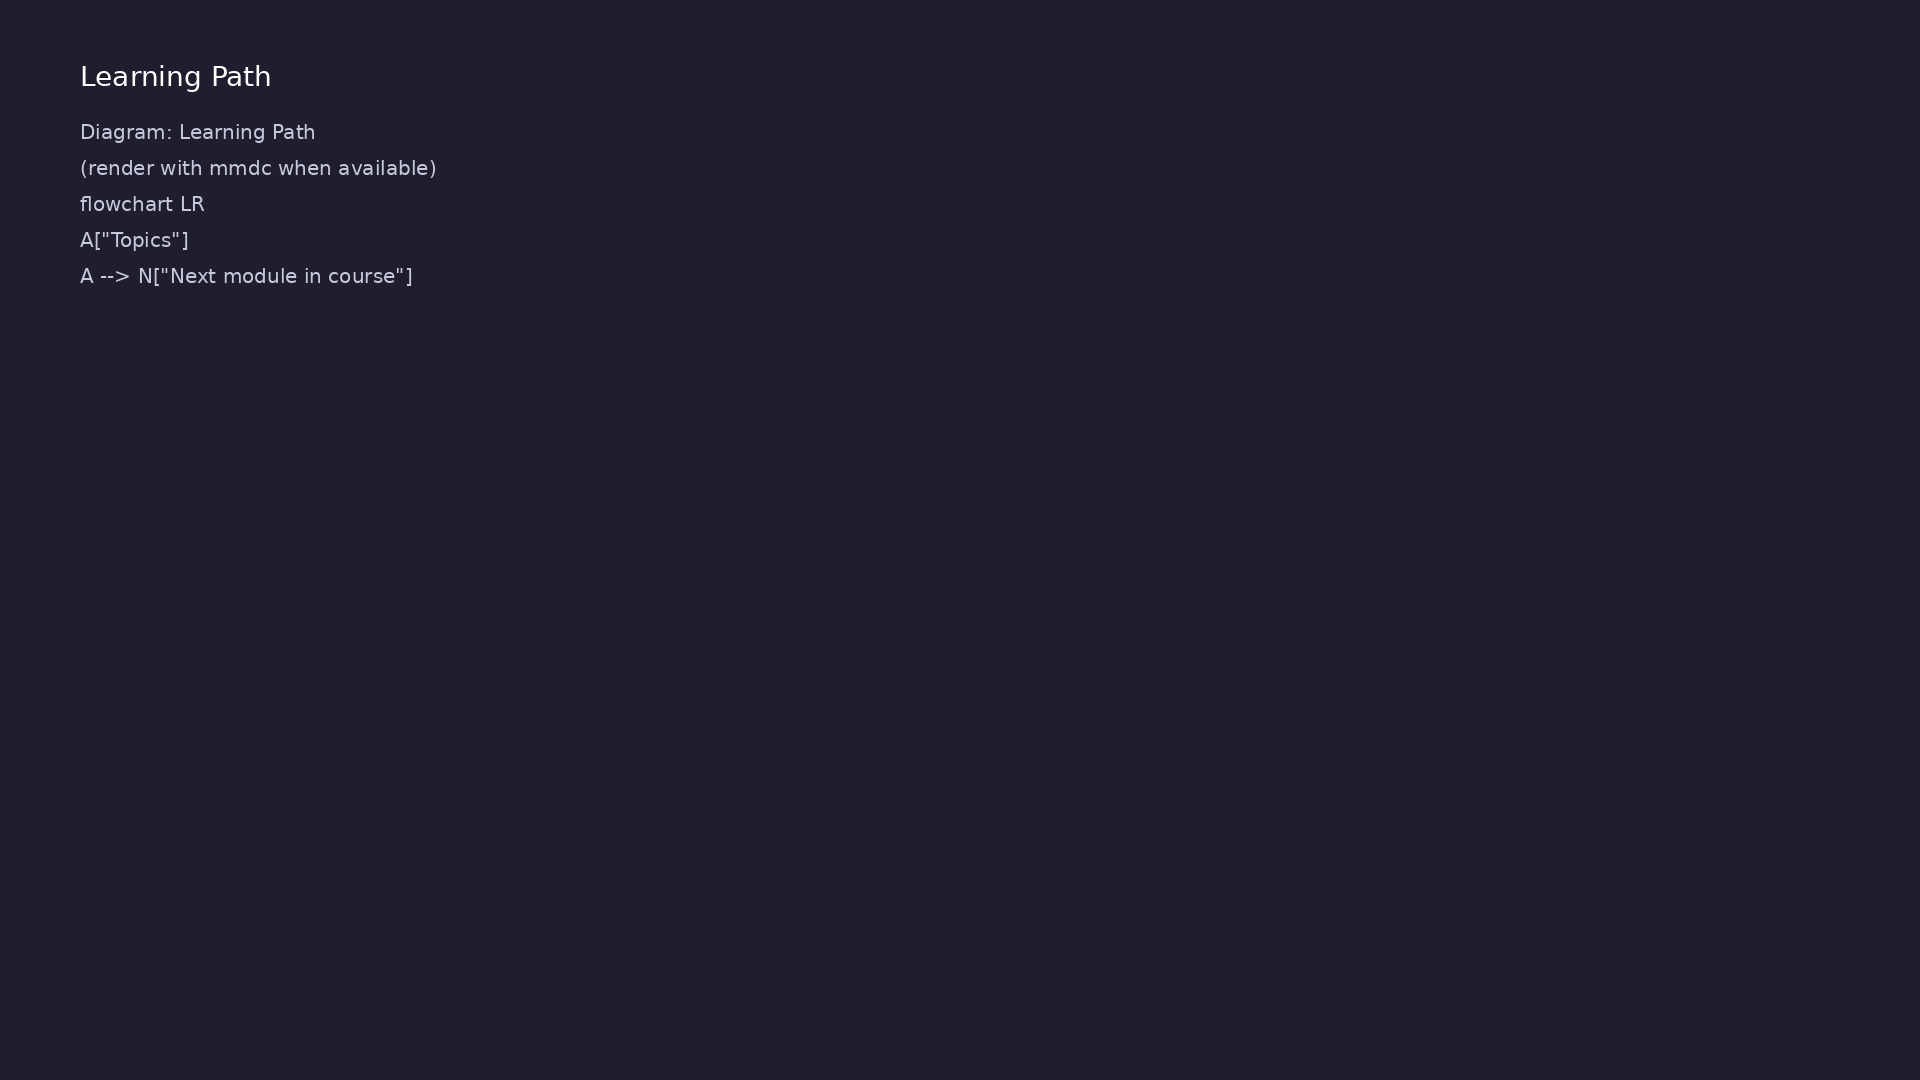 Learning Path
Diagram: Learning Path
(render with mmdc when available)
flowchart LR
A["Topics"]
A --> N["Next module in course"]